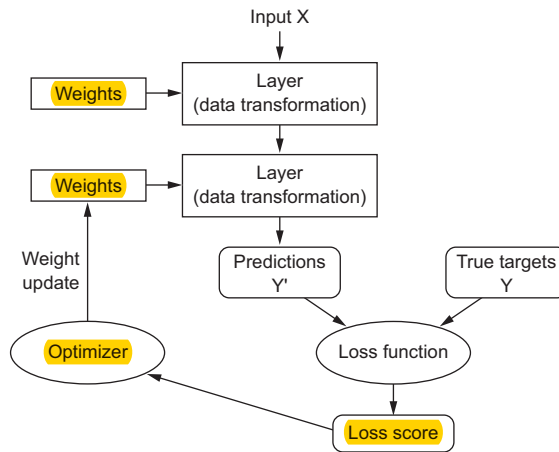 Input X
Weights
Layer
(data transformation)
Weights
Layer
(data transformation)
Weight
update
Predictions
Y'
True targets
Y
Optimizer
Loss function
Loss score